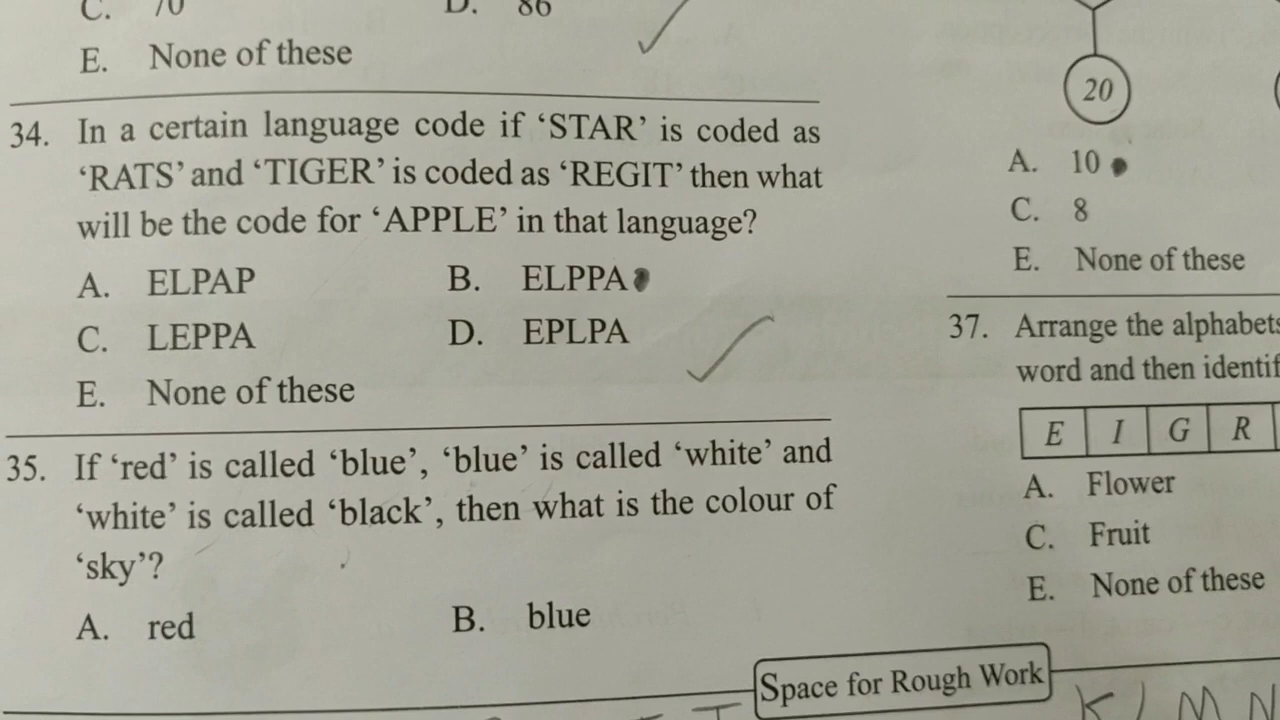 C. 70 D. 86
E. None of these
34. In a certain language code if ‘STAR’ is coded as
‘RATS’ and ‘TIGER’ is coded as ‘REGIT’ then what
will be the code for ‘APPLE’ in that language?
A. ELPAP B. ELPPA
C. LEPPA D. EPLPA
E. None of these
35. If ‘red’ is called ‘blue’, ‘blue’ is called ‘white’ and
‘white’ is called ‘black’, then what is the colour of
‘sky’?
A. red B. blue
20
A. 10
C. 8
E. None of these
37. Arrange the alphabets
word and then identif
E I G R
A. Flower
C. Fruit
E. None of these
Space for Rough Work
K L M N